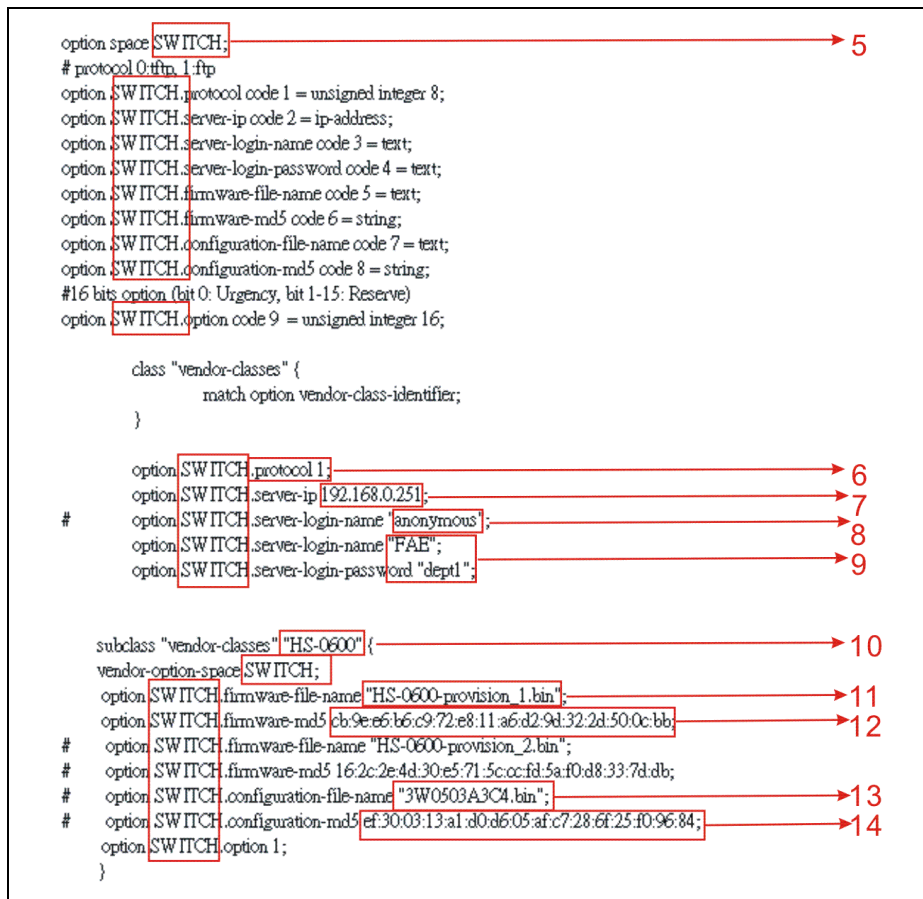 option space SWITCH; 5
# protocol 0:tftp, 1:ftp
option SWITCH.protocol code 1 = unsigned integer 8;
option SWITCH.server-ip code 2 = ip-address;
option SWITCH.server-login-name code 3 = text;
option SWITCH.server-login-password code 4 = text;
option SWITCH.firmware-file-name code 5 = text;
option SWITCH.firmware-md5 code 6 = string;
option SWITCH.configuration-file-name code 7 = text;
option SWITCH.configuration-md5 code 8 = string;
#16 bits option (bit 0: Urgency, bit 1-15: Reserve)
option SWITCH.option code 9 = unsigned integer 16;
class "vendor-classes" {
match option vendor-class-identifier;
}
option SWITCH.protocol 1; 6
option SWITCH.server-ip 192.168.0.251; 7
# option SWITCH.server-login-name "anonymous"; 8
option SWITCH.server-login-name "FAE";
option SWITCH.server-login-password "dept1"; 9
subclass "vendor-classes" "HS-0600" { 10
vendor-option-space SWITCH;
option SWITCH.firmware-file-name "HS-0600-provision_1.bin"; 11
option SWITCH.firmware-md5 cb:9e:e6:b6:c9:72:e8:11:a6:d2:9d:32:2d:50:0c:bb; 12
# option SWITCH.firmware-file-name "HS-0600-provision_2.bin";
# option SWITCH.firmware-md5 16:2c:2e:4d:30:e5:71:5c:cc:fd:5a:f0:d8:33:7d:db;
# option SWITCH.configuration-file-name "3W0503A3C4.bin"; 13
# option SWITCH.configuration-md5 ef:30:03:13:a1:d0:d6:05:af:c7:28:6f:25:f0:96:84; 14
option SWITCH.option 1;
}